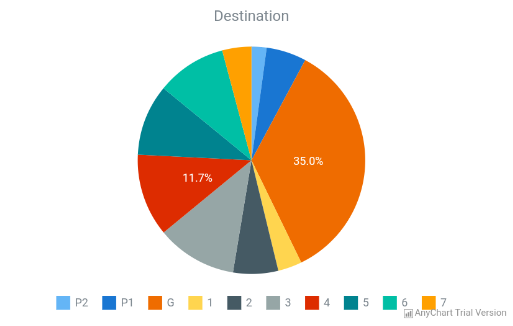 Destination
35.0%
11.7%
P2 P1 G 1 2 3 4 5 6 7
AnyChart Trial Version